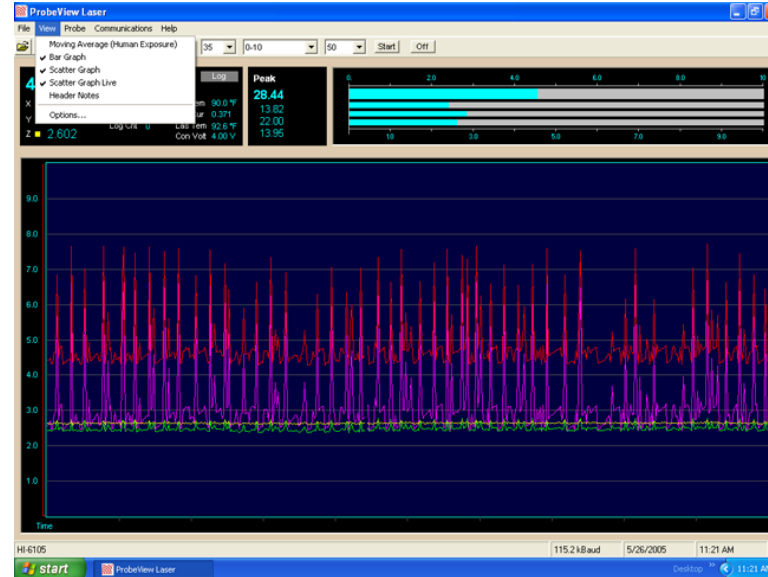 ProbeView Laser
File View Probe Communications Help
35 0-10 50 Start Off
Moving Average (Human Exposure)
Bar Graph
Scatter Graph
Scatter Graph Live
Header Notes
Options...
4
X
Y
Z 2.602
Log
em 90.0 °F
ur 0.371
Log Cnt 0 Las Tem 92.6 °F
Con Volt 4.00 V
Peak
28.44
13.82
22.00
13.95
0. 2.0 4.0 6.0 8.0 10
1.0 3.0 5.0 7.0 9.0
9.0
8.0
7.0
6.0
5.0
4.0
3.0
2.0
1.0
Time
HI-6105 115.2 kBaud 5/26/2005 11:21 AM
start ProbeView Laser Desktop 11:21 AM